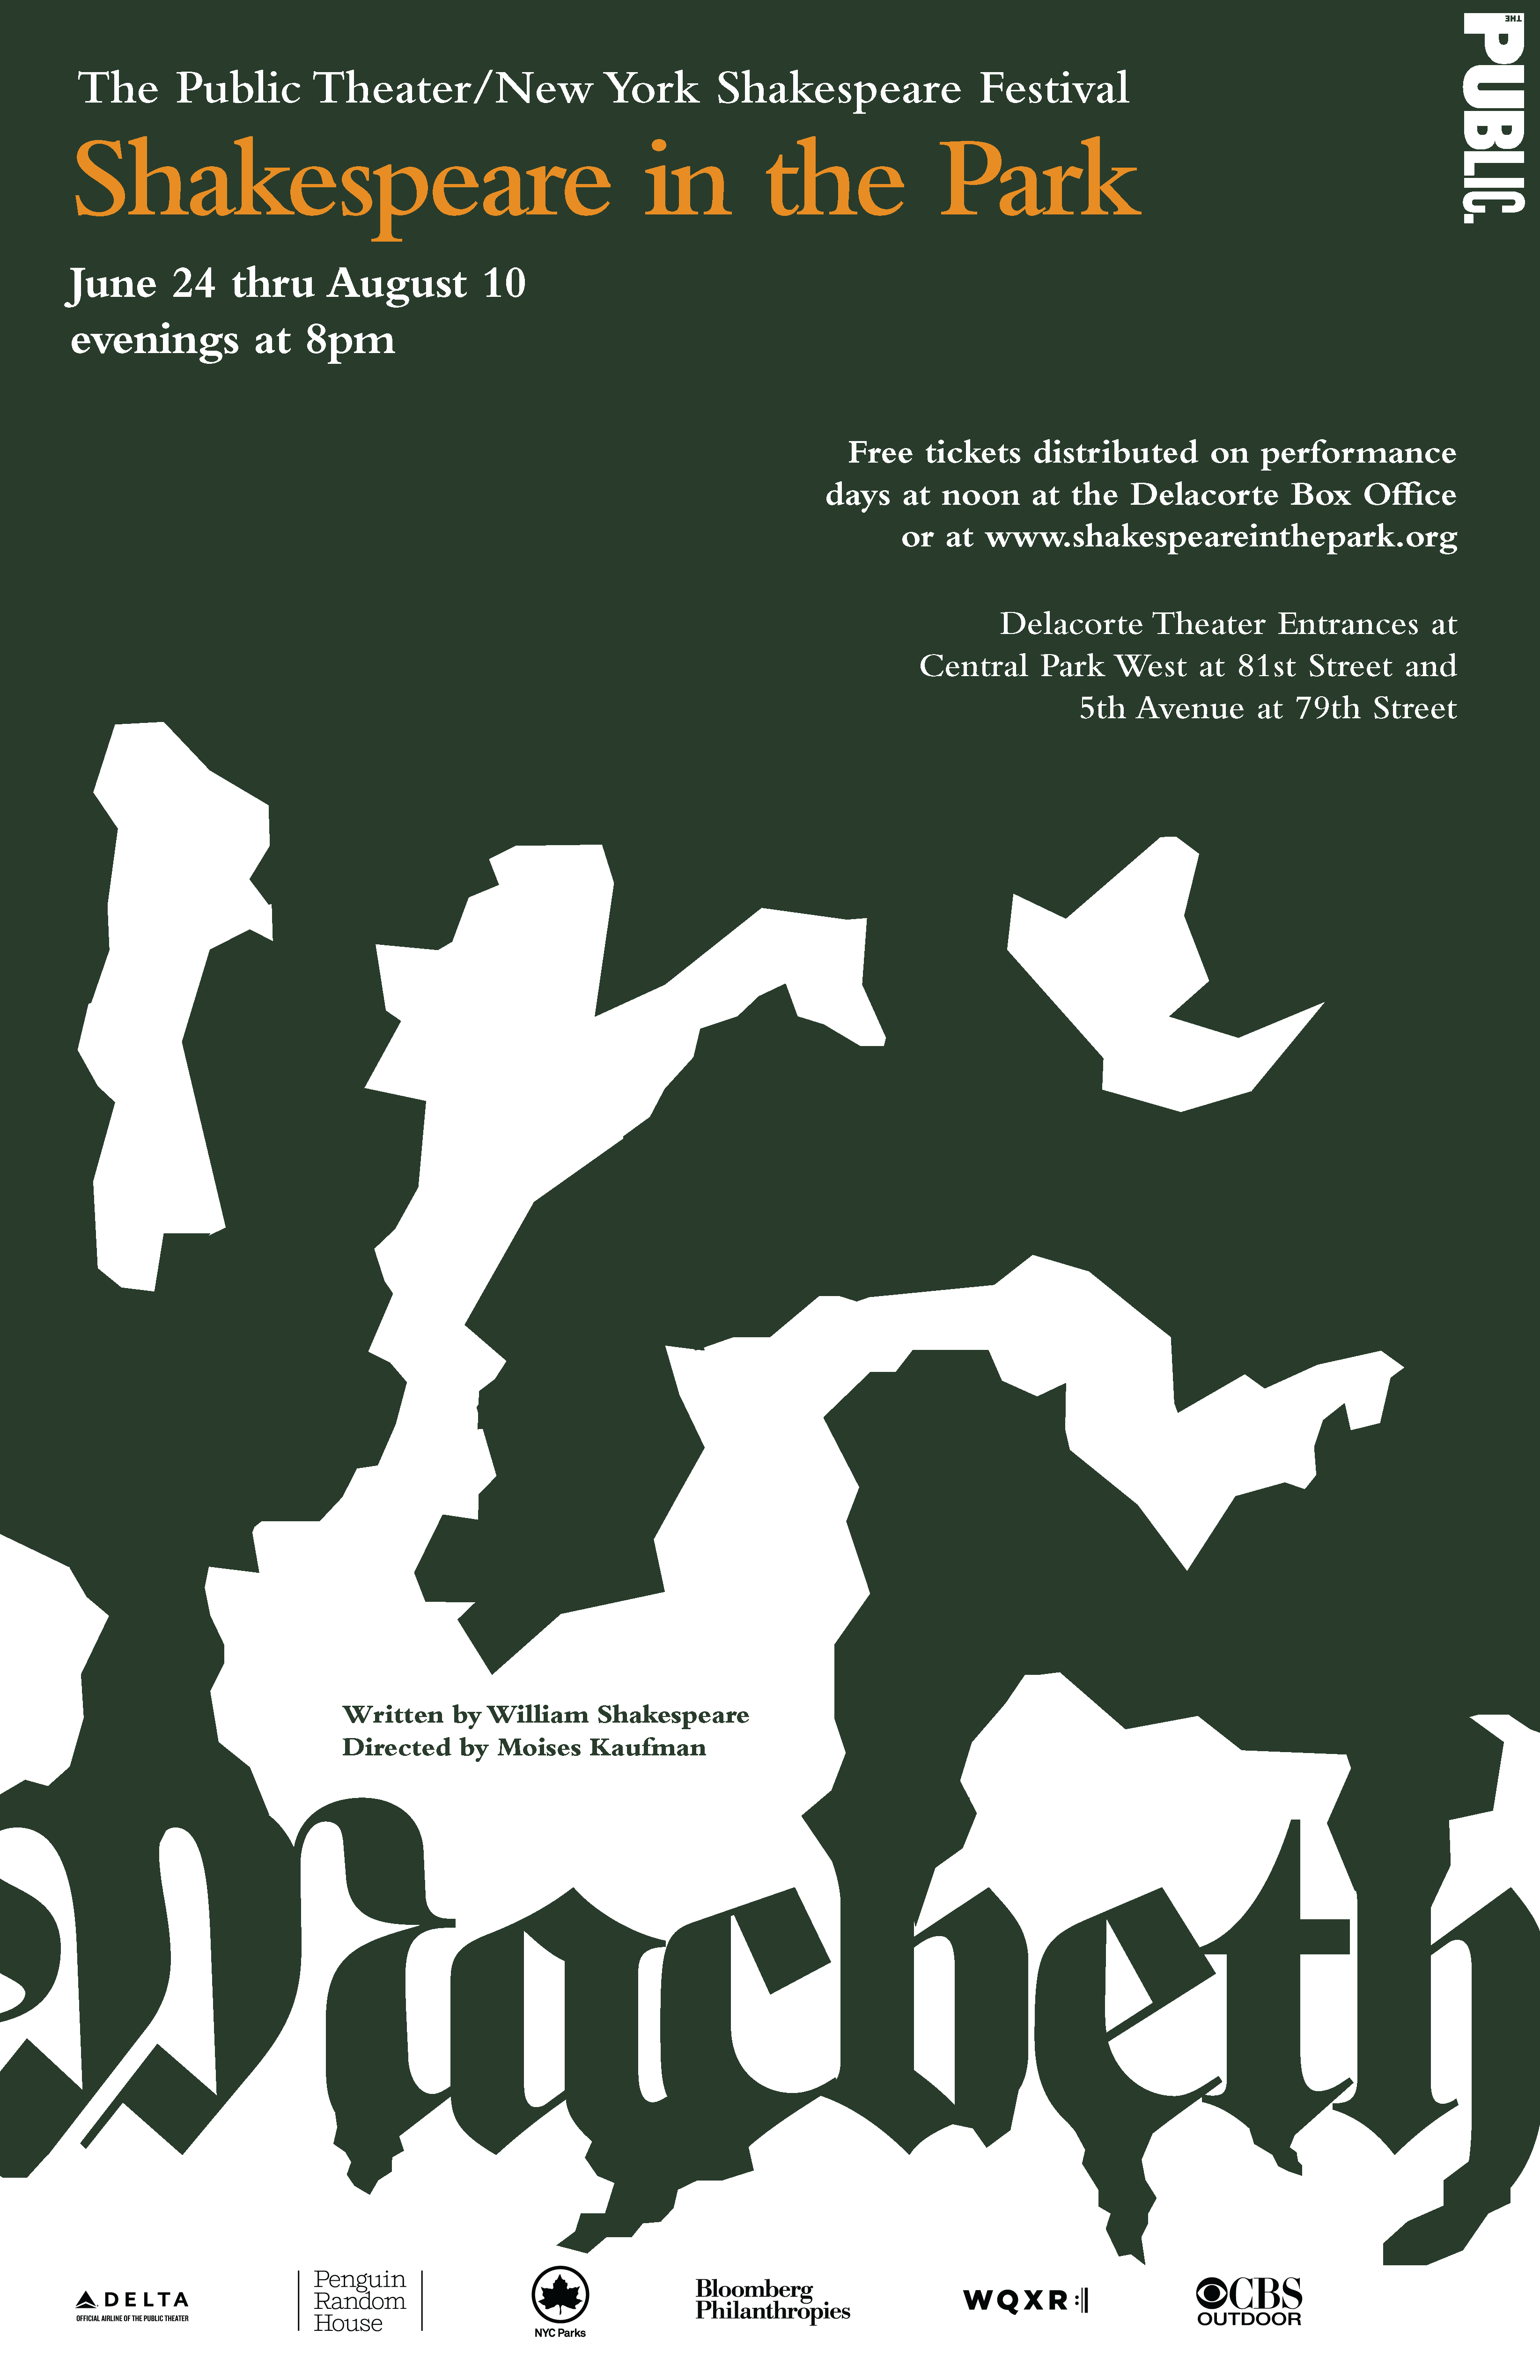 THE PUBLIC.
The Public Theater/New York Shakespeare Festival
Shakespeare in the Park
June 24 thru August 10
evenings at 8pm
Free tickets distributed on performance
days at noon at the Delacorte Box Office
or at www.shakespeareinthepark.org
Delacorte Theater Entrances at
Central Park West at 81st Street and
5th Avenue at 79th Street
Written by William Shakespeare
Directed by Moises Kaufman
Macbeth
DELTA
OFFICIAL AIRLINE OF THE PUBLIC THEATER
Penguin
Random
House
NYC Parks
Bloomberg
Philanthropies
WQXR
CBS
OUTDOOR